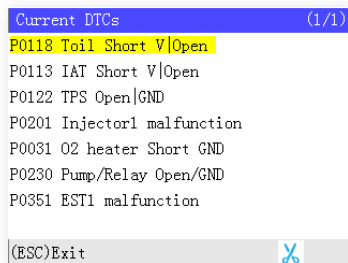 Current DTCs (1/1)
P0118 Toil Short V|Open
P0113 IAT Short V|Open
P0122 TPS Open|GND
P0201 Injector1 malfunction
P0031 O2 heater Short GND
P0230 Pump/Relay Open/GND
P0351 EST1 malfunction
(ESC)Exit